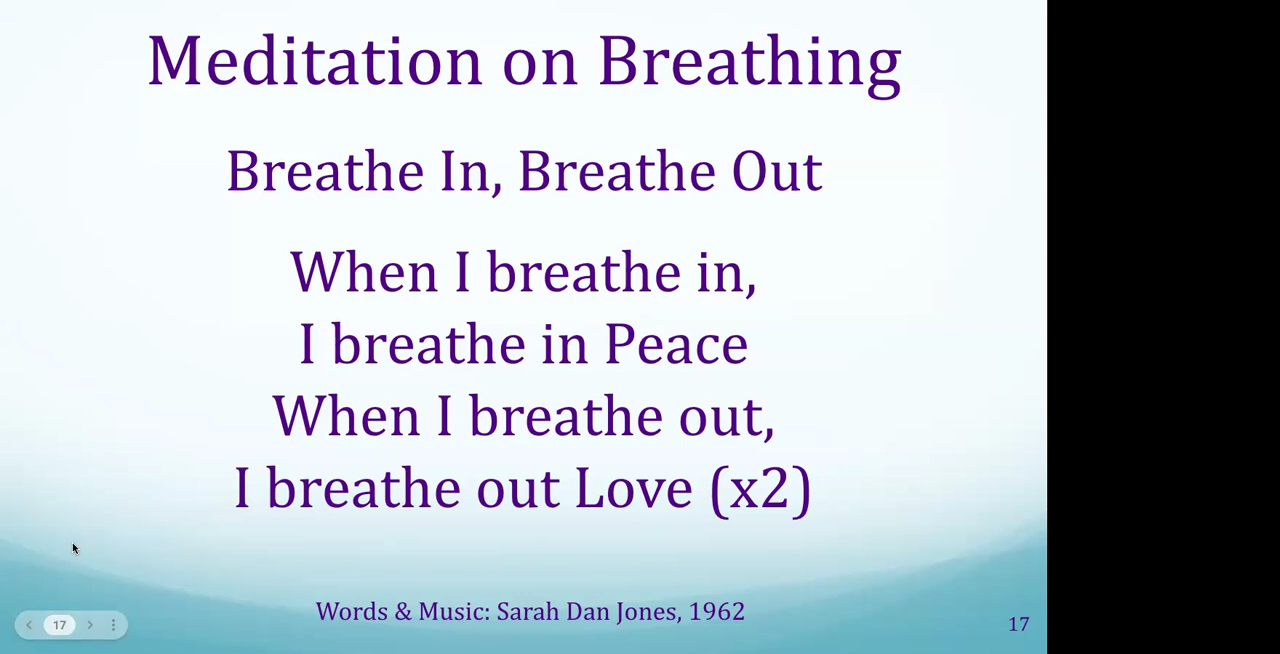 Meditation on Breathing
Breathe In, Breathe Out
When I breathe in,
I breathe in Peace
When I breathe out,
I breathe out Love (x2)
Words & Music: Sarah Dan Jones, 1962
17
17